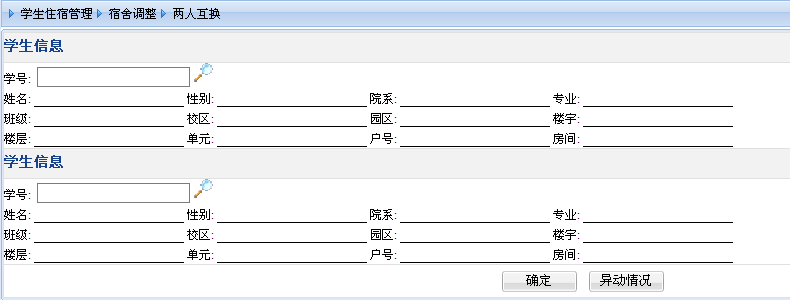 学生住宿管理 宿舍调整 两人互换
学生信息
学号:
姓名: 性别: 院系: 专业:
班级: 校区: 园区: 楼宇:
楼层: 单元: 户号: 房间:
学生信息
学号:
姓名: 性别: 院系: 专业:
班级: 校区: 园区: 楼宇:
楼层: 单元: 户号: 房间:
确定 异动情况